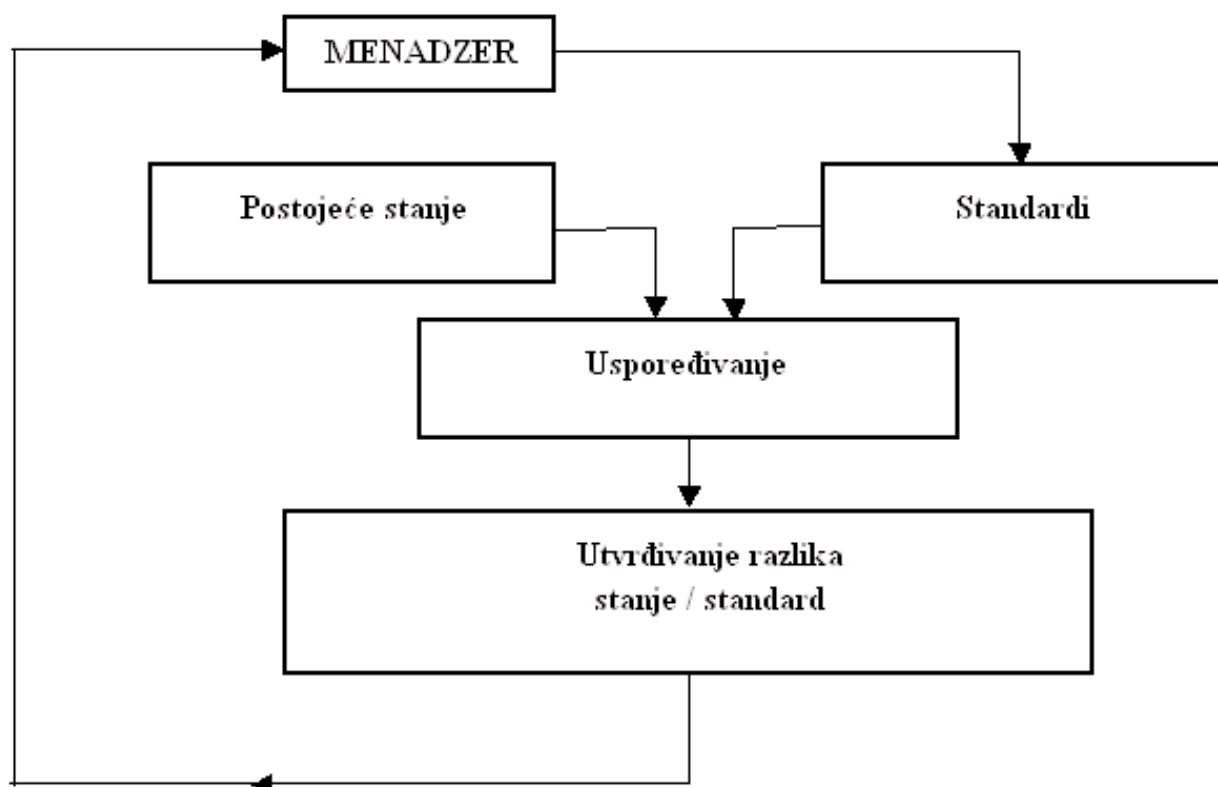 MENADZER
Postojeće stanje
Standardi
Uspoređivanje
Utvrđivanje razlika
stanje / standard